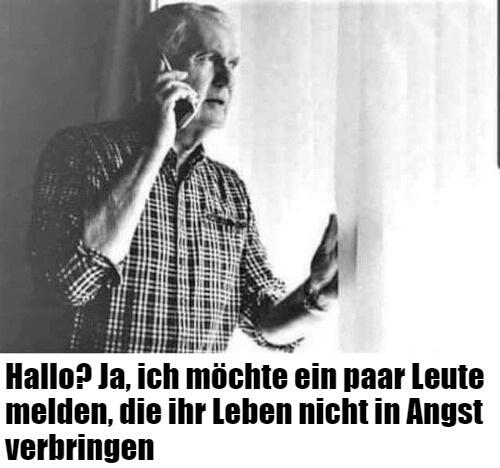 Hallo? Ja, ich möchte ein paar Leute
melden, die ihr Leben nicht in Angst
verbringen